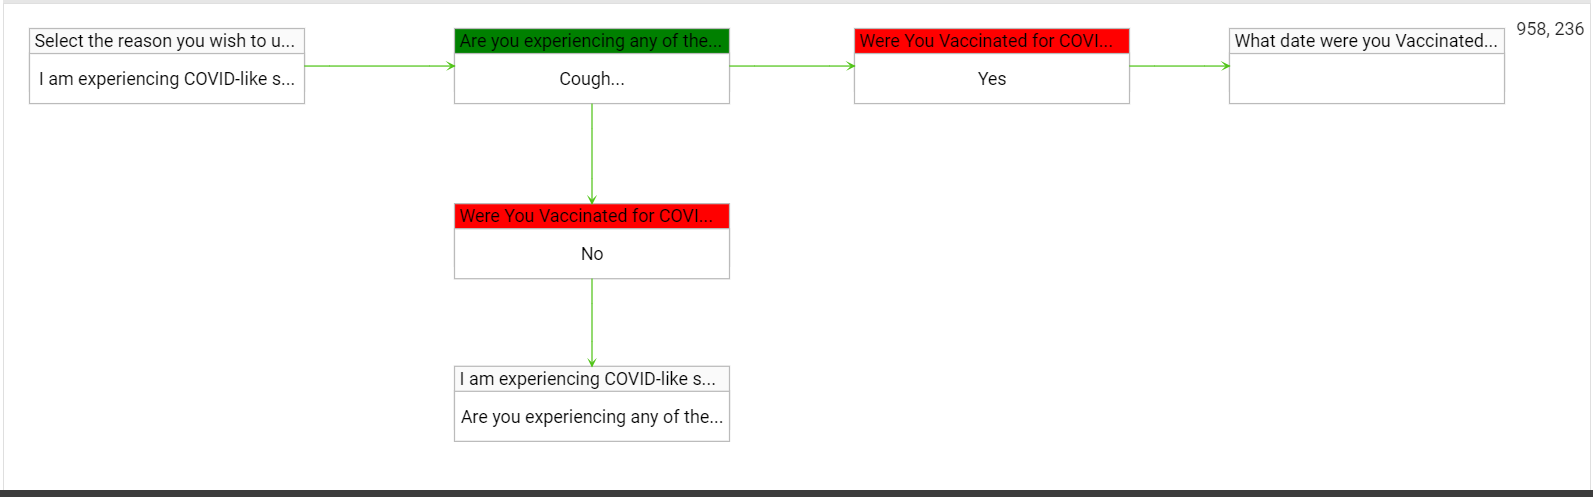 Select the reason you wish to u...
I am experiencing COVID-like s...
Are you experiencing any of the...
Cough...
Were You Vaccinated for COVI...
Yes
What date were you Vaccinated...
958, 236
Were You Vaccinated for COVI...
No
I am experiencing COVID-like s...
Are you experiencing any of the...